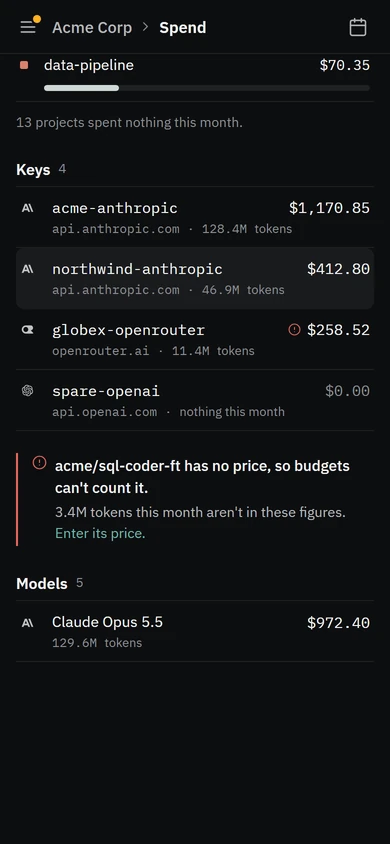 Acme Corp > Spend
data-pipeline $70.35
13 projects spent nothing this month.
Keys 4
acme-anthropic $1,170.85
api.anthropic.com · 128.4M tokens
northwind-anthropic $412.80
api.anthropic.com · 46.9M tokens
globex-openrouter $258.52
openrouter.ai · 11.4M tokens
spare-openai $0.00
api.openai.com · nothing this month
acme/sql-coder-ft has no price, so budgets
can't count it.
3.4M tokens this month aren't in these figures.
Enter its price.
Models 5
Claude Opus 5.5 $972.40
129.6M tokens